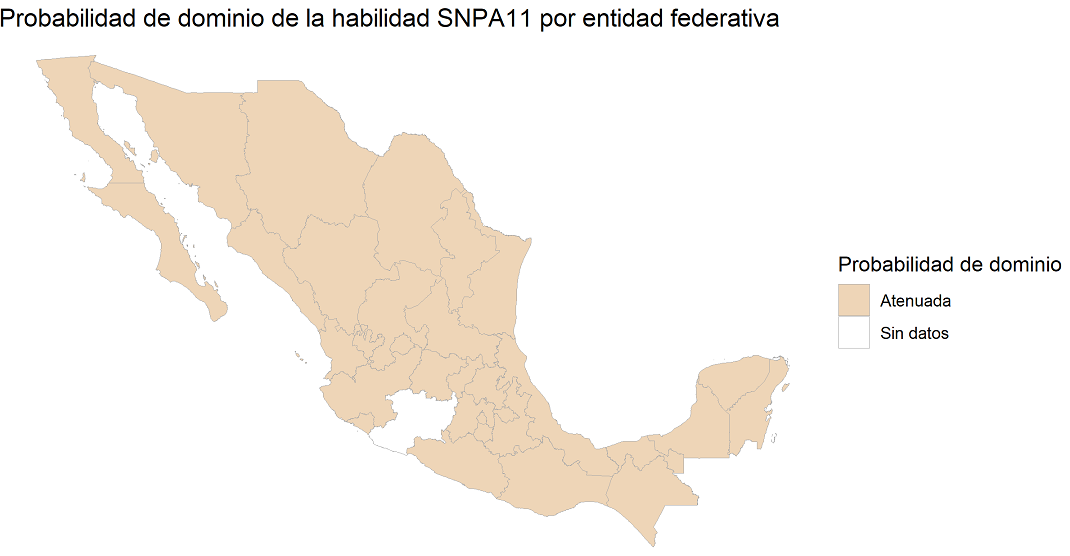 Probabilidad de dominio de la habilidad SNPA11 por entidad federativa
Probabilidad de dominio
Atenuada
Sin datos